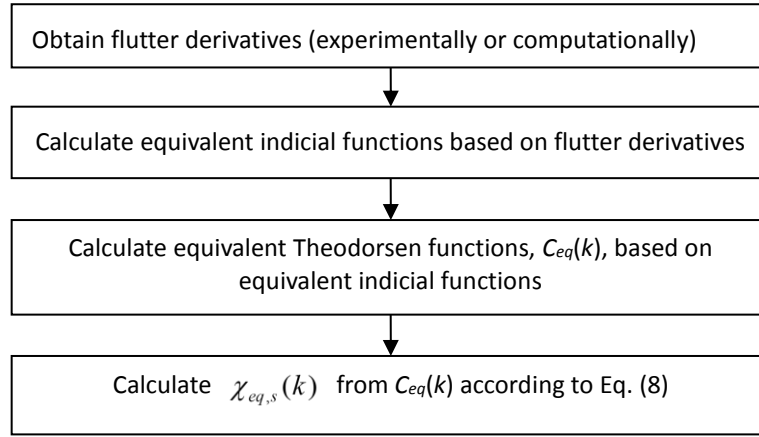 Obtain flutter derivatives (experimentally or computationally)
Calculate equivalent indicial functions based on flutter derivatives
Calculate equivalent Theodorsen functions, Ceq(k), based on
equivalent indicial functions
Calculate χeq,s(k) from Ceq(k) according to Eq. (8)